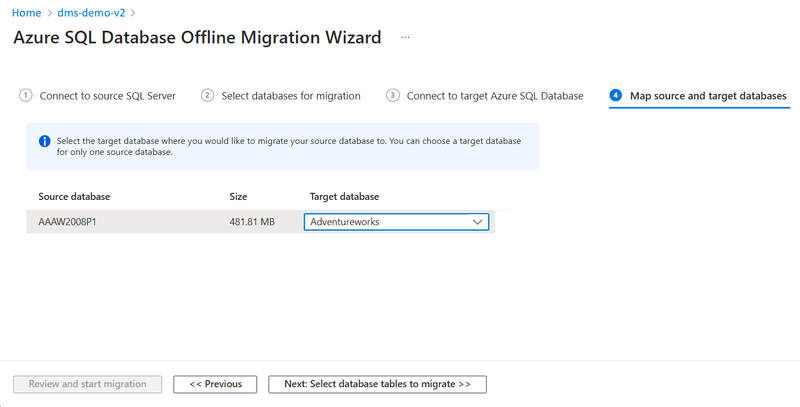 Home > dms-demo-v2 >
Azure SQL Database Offline Migration Wizard ...
1 Connect to source SQL Server 2 Select databases for migration 3 Connect to target Azure SQL Database 4 Map source and target databases
Select the target database where you would like to migrate your source database to. You can choose a target database
for only one source database.
Source database Size Target database
AAAW2008P1 481.81 MB Adventureworks
Review and start migration << Previous Next: Select database tables to migrate >>